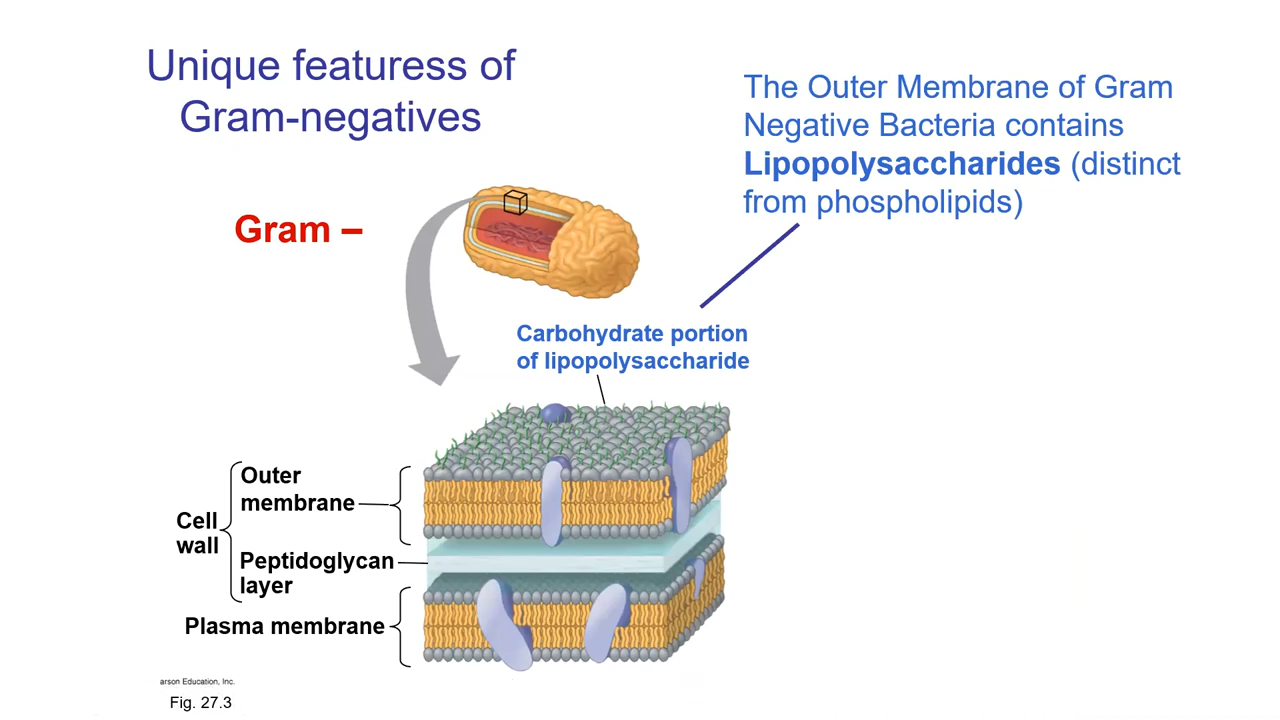 Unique featuress of
Gram-negatives
The Outer Membrane of Gram
Negative Bacteria contains
Lipopolysaccharides (distinct
from phospholipids)
Gram –
Carbohydrate portion
of lipopolysaccharide
Outer
membrane
Cell
wall
Peptidoglycan
layer
Plasma membrane
arson Education, Inc.
Fig. 27.3